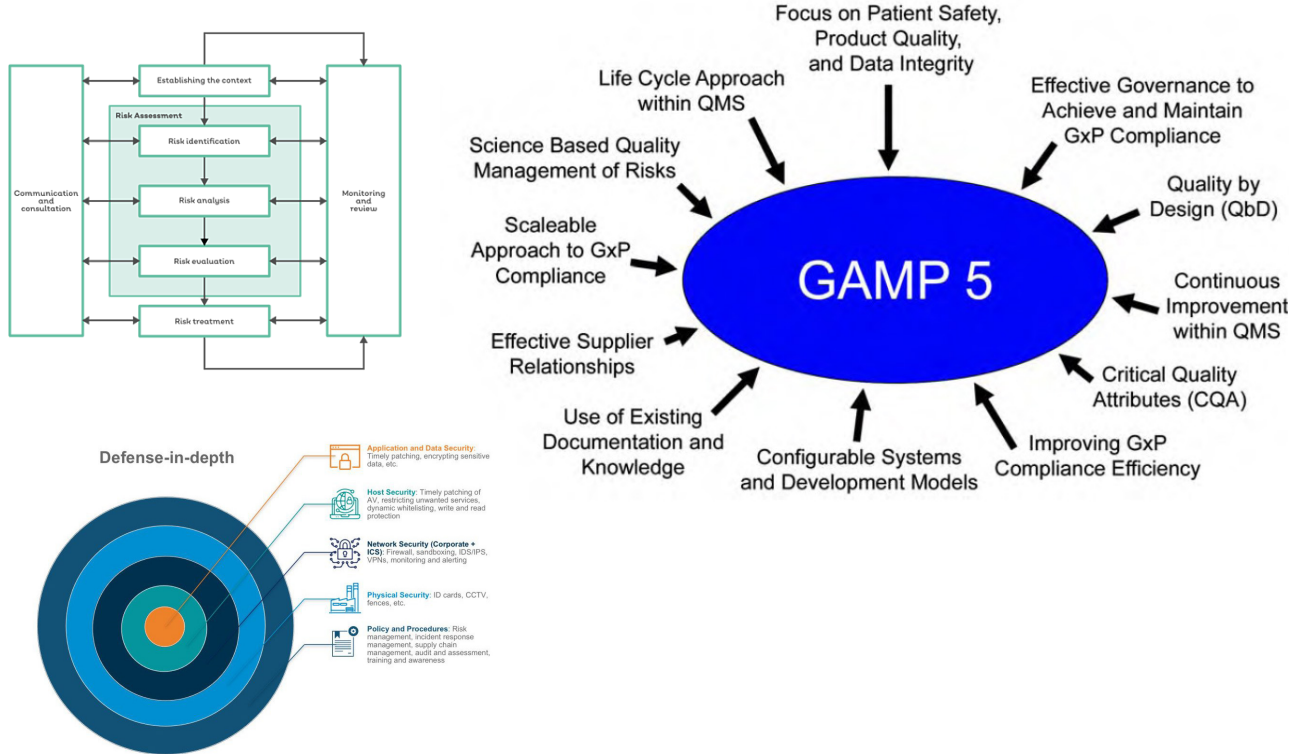 Establishing the context
Risk Assessment
Risk identification
Communication
and
consultation
Risk analysis
Monitoring
and
review
Risk evaluation
Risk treatment
Focus on Patient Safety,
Product Quality,
and Data Integrity
Life Cycle Approach
within QMS
Effective Governance to
Achieve and Maintain
GxP Compliance
Science Based Quality
Management of Risks
Quality by
Design (QbD)
Scaleable
Approach to GxP
Compliance
GAMP 5
Continuous
Improvement
within QMS
Effective Supplier
Relationships
Critical Quality
Attributes (CQA)
Use of Existing
Documentation and
Knowledge
Configurable Systems
and Development Models
Improving GxP
Compliance Efficiency
Defense-in-depth
Application and Data Security:
Timely patching, encrypting sensitive
data, etc.
Host Security: Timely patching of
AV, restricting unwanted services,
dynamic whitelisting, write and read
protection
Network Security (Corporate +
ICS): Firewall, sandboxing, IDS/IPS,
VPNs, monitoring and alerting
Physical Security: ID cards, CCTV,
fences, etc.
Policy and Procedures: Risk
management, incident response
management, supply chain
management, audit and assessment,
training and awareness